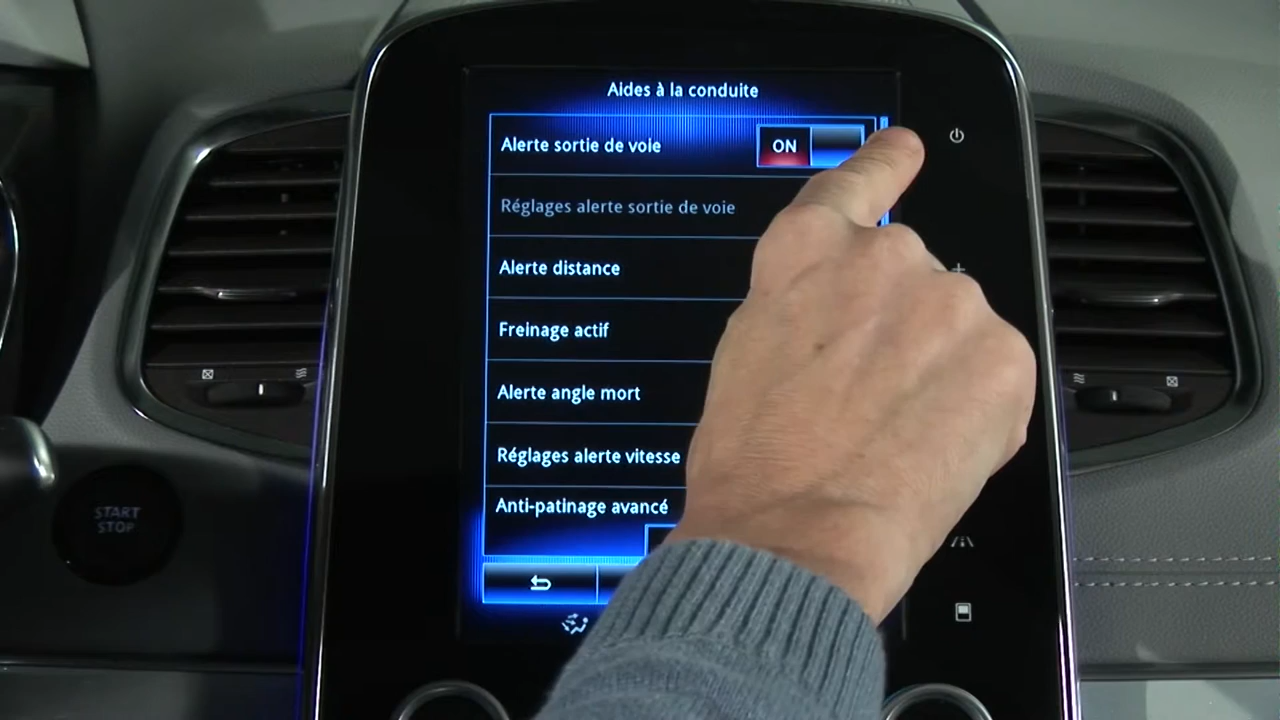 Aides à la conduite
Alerte sortie de voie
ON
Réglages alerte sortie de voie
Alerte distance
Freinage actif
Alerte angle mort
Réglages alerte vitesse
Anti-patinage avancé
START
STOP